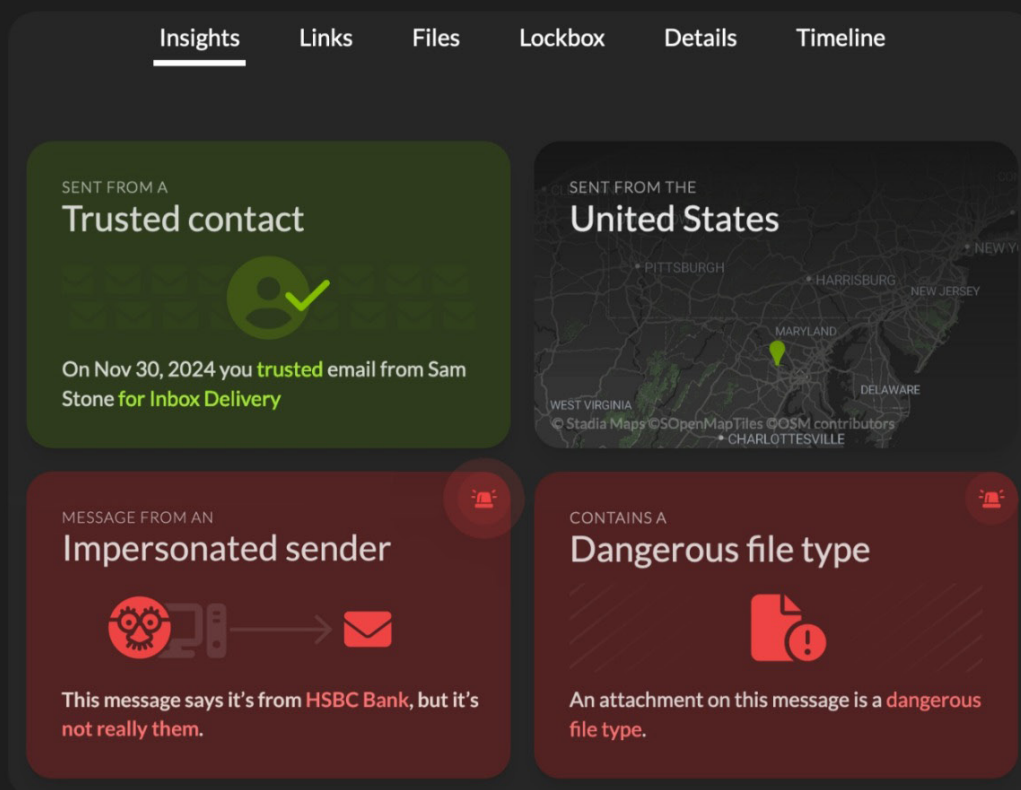 Insights Links Files Lockbox Details Timeline
SENT FROM A
Trusted contact
On Nov 30, 2024 you trusted email from Sam
Stone for Inbox Delivery
SENT FROM THE
United States
PITTSBURGH
HARRISBURG
NEW JERSEY
MARYLAND
DELAWARE
WEST VIRGINIA
© Stadia Maps ©SOpenMapTiles ©OSM contributors
CHARLOTTESVILLE
MESSAGE FROM AN
Impersonated sender
This message says it’s from HSBC Bank, but it’s
not really them.
CONTAINS A
Dangerous file type
An attachment on this message is a dangerous
file type.